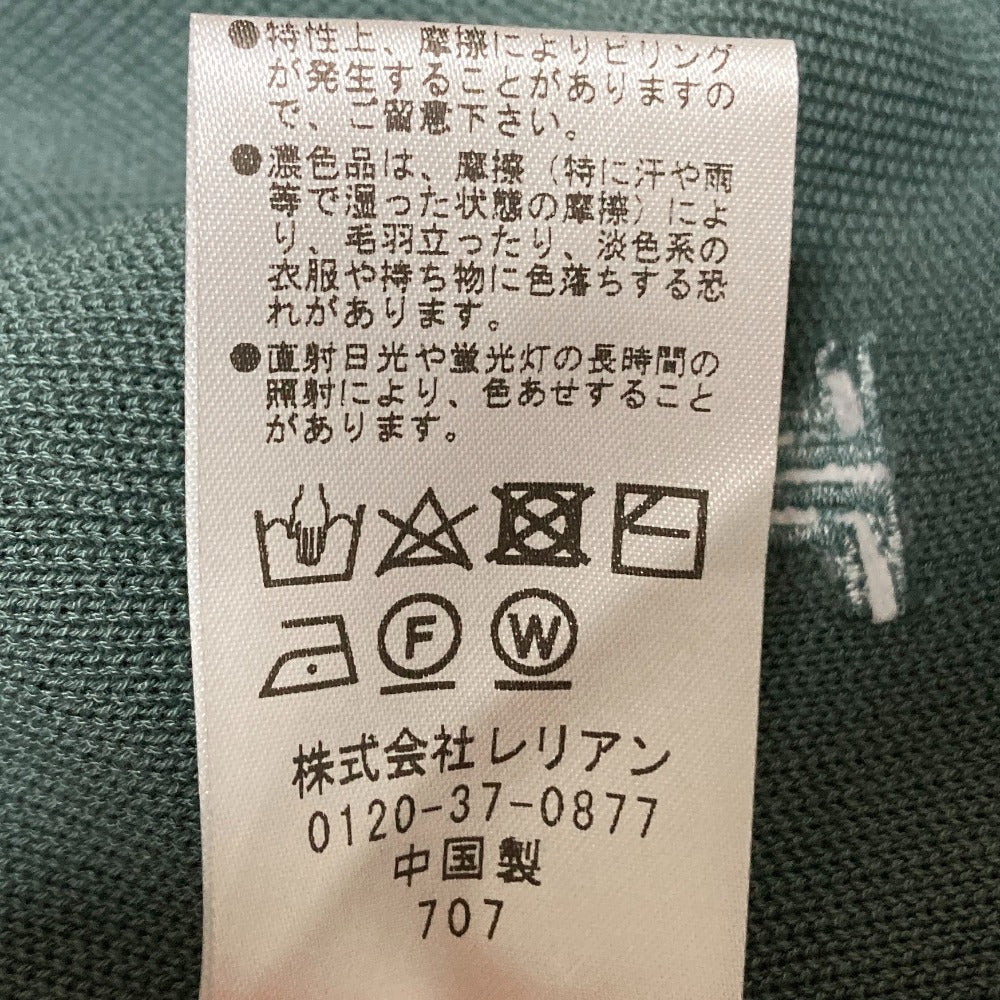 ●特性上、摩擦によりピリング
が発生することがありますの
で、ご留意下さい。
●濃色品は、摩擦（特に汗や雨
等で湿った状態の摩擦）によ
り、毛羽立ったり、淡色系の
衣服や持ち物に色落ちする恐
れがあります。
●直射日光や蛍光灯の長時間の
照射により、色あせすること
があります。
F W
株式会社レリアン
0120-37-0877
中国製
707